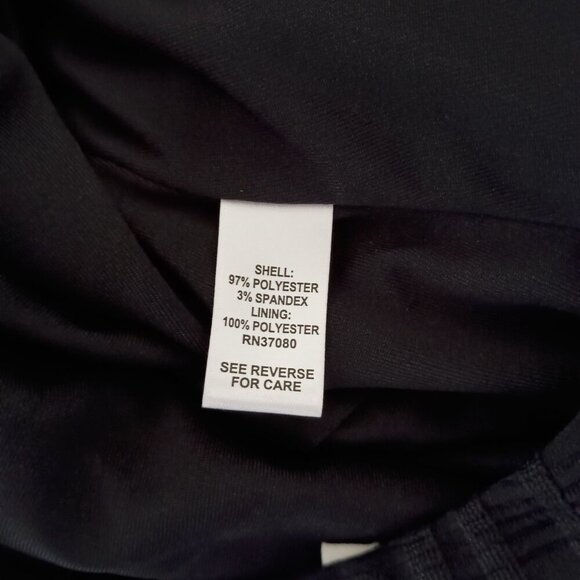 SHELL:
97% POLYESTER
3% SPANDEX
LINING:
100% POLYESTER
RN37080
SEE REVERSE
FOR CARE